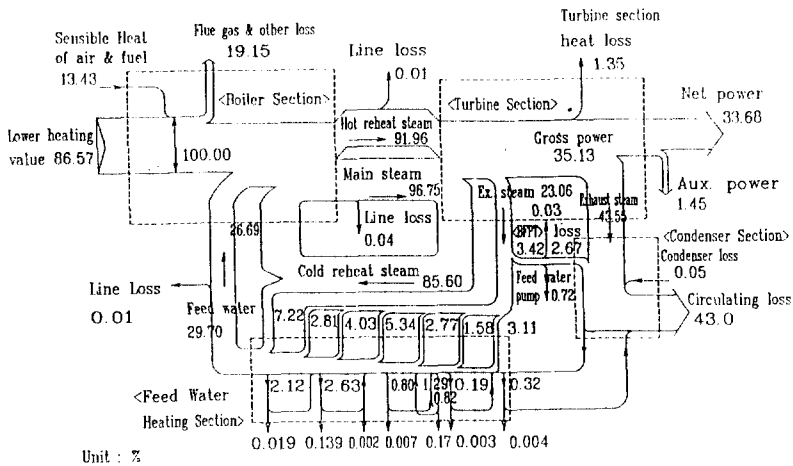 Turbine section
heat loss
1.35
Flue gas & other loss
19.15
Sensible Heat
of air & fuel
13.43
Line loss
0.01
<Boiler Section>
<Turbine Section>
Net power
33.68
Hot reheat steam
91.96
Gross power
35.13
Lower heating
value 86.57
100.00
Main steam
96.75
Ex. steam 23.06
0.03
Exhaust steam
43.55
Aux. power
1.45
Line loss
0.04
26.69
<BFPT> loss
3.42 2.67
<Condenser Section>
Condenser loss
0.05
Cold reheat steam
85.60
Feed water
pump 0.72
Line Loss
0.01
Feed water
29.70
Circulating loss
43.0
7.22 2.81 4.03 5.34 2.77 1.58 3.11
2.12 2.63 0.80 1.29 0.19 0.32
0.82
<Feed Water
Heating Section>
0.019 0.139 0.002 0.007 0.17 0.003 0.004
Unit : %